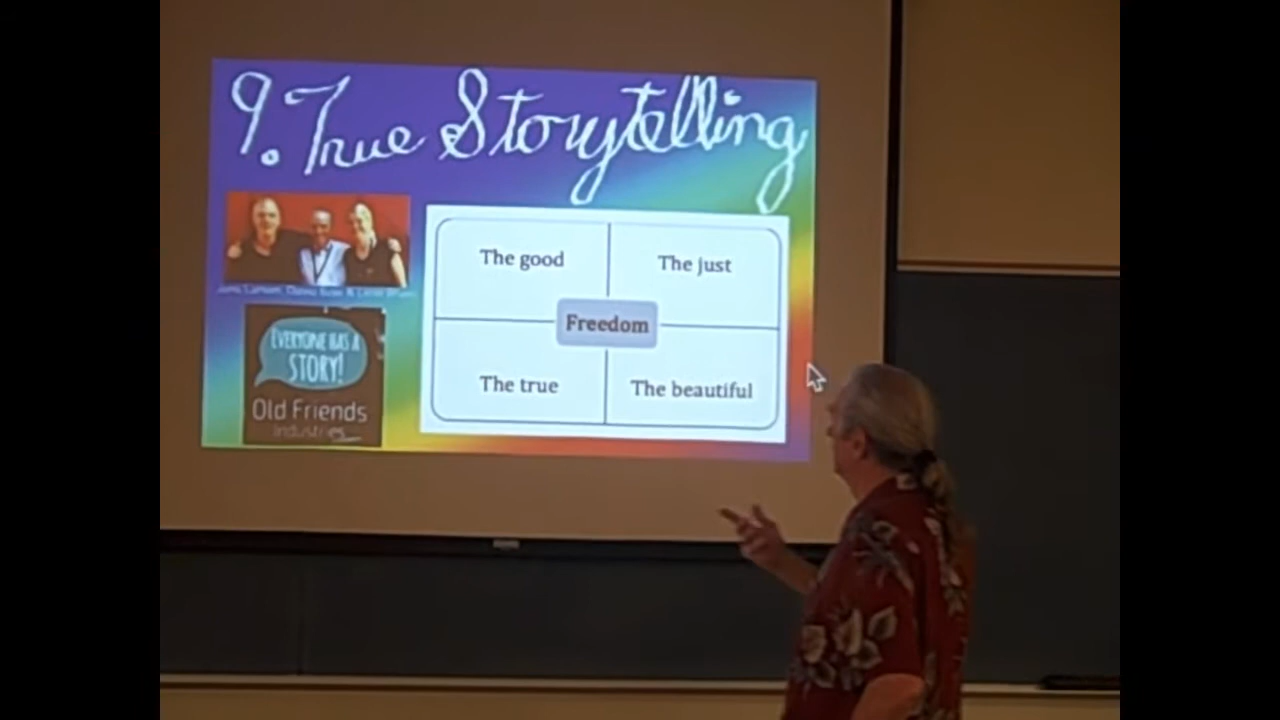 9. True Storytelling
The good
The just
Freedom
The true
The beautiful
EVERYONE HAS A
STORY!
Old Friends
Industries